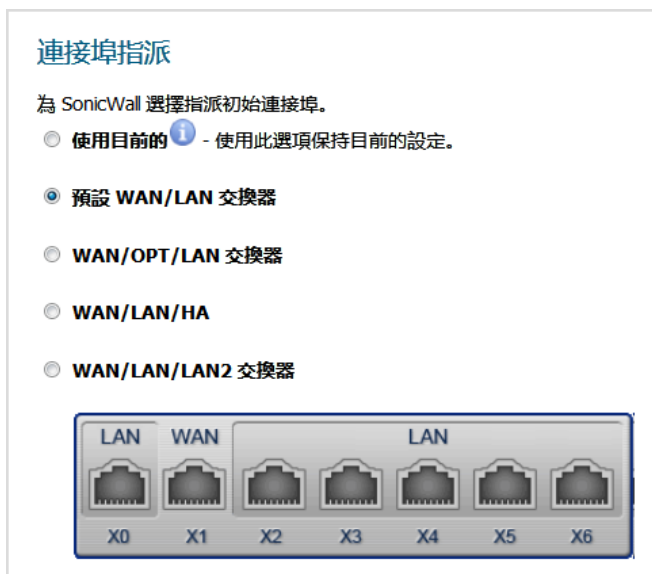 連接埠指派
為 SonicWall 選擇指派初始連接埠。
使用目前的 - 使用此選項保持目前的設定。
預設 WAN/LAN 交換器
WAN/OPT/LAN 交換器
WAN/LAN/HA
WAN/LAN/LAN2 交換器
LAN WAN LAN
X0 X1 X2 X3 X4 X5 X6